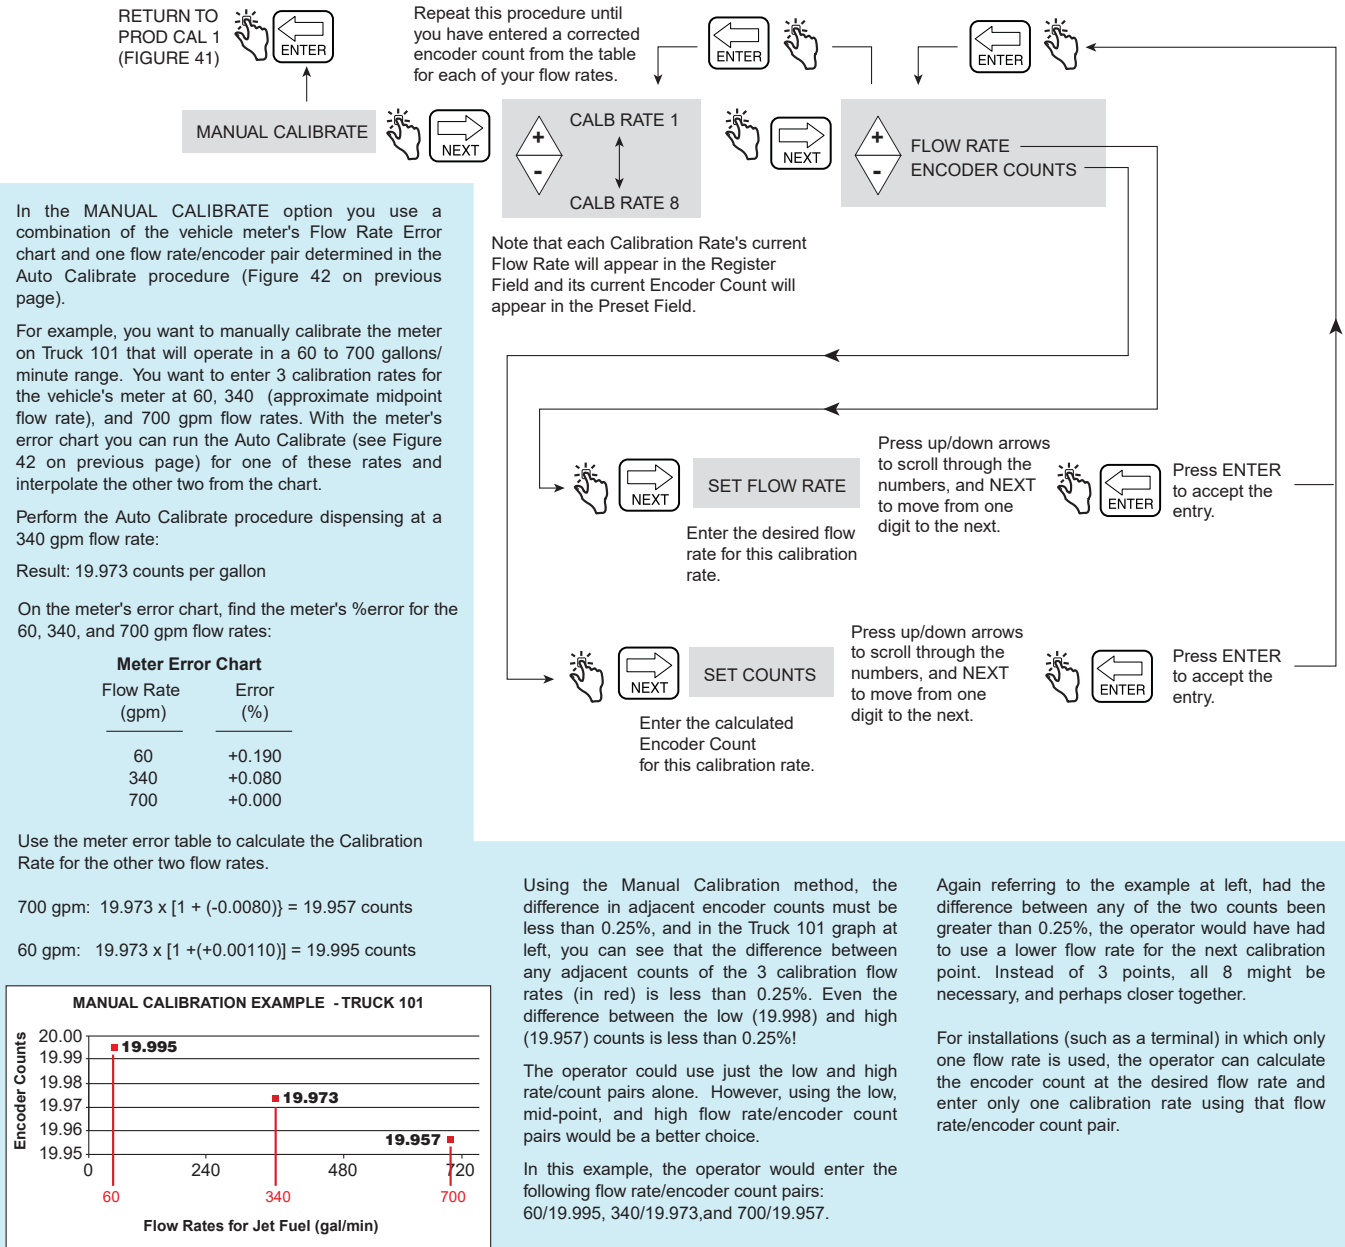 RETURN TO
PROD CAL 1
(FIGURE 41)
ENTER
Repeat this procedure until
you have entered a corrected
encoder count from the table
for each of your flow rates.
ENTER
ENTER
MANUAL CALIBRATE
NEXT
+
-
CALB RATE 1
CALB RATE 8
NEXT
+
-
FLOW RATE
ENCODER COUNTS
Note that each Calibration Rate's current
Flow Rate will appear in the Register
Field and its current Encoder Count will
appear in the Preset Field.
In the MANUAL CALIBRATE option you use a
combination of the vehicle meter's Flow Rate Error
chart and one flow rate/encoder pair determined in the
Auto Calibrate procedure (Figure 42 on previous
page).
For example, you want to manually calibrate the meter
on Truck 101 that will operate in a 60 to 700 gallons/
minute range. You want to enter 3 calibration rates for
the vehicle's meter at 60, 340 (approximate midpoint
flow rate), and 700 gpm flow rates. With the meter's
error chart you can run the Auto Calibrate (see Figure
42 on previous page) for one of these rates and
interpolate the other two from the chart.
Perform the Auto Calibrate procedure dispensing at a
340 gpm flow rate:
Result: 19.973 counts per gallon
On the meter's error chart, find the meter's %error for the
60, 340, and 700 gpm flow rates:
Meter Error Chart
Flow Rate Error
(gpm) (%)
60 +0.190
340 +0.080
700 +0.000
Use the meter error table to calculate the Calibration
Rate for the other two flow rates.
700 gpm: 19.973 x [1 + (-0.0080)} = 19.957 counts
60 gpm: 19.973 x [1 +(+0.00110)] = 19.995 counts
NEXT
SET FLOW RATE
Enter the desired flow
rate for this calibration
rate.
Press up/down arrows
to scroll through the
numbers, and NEXT
to move from one
digit to the next.
ENTER
Press ENTER
to accept the
entry.
NEXT
SET COUNTS
Enter the calculated
Encoder Count
for this calibration rate.
Press up/down arrows
to scroll through the
numbers, and NEXT
to move from one
digit to the next.
ENTER
Press ENTER
to accept the
entry.
MANUAL CALIBRATION EXAMPLE - TRUCK 101
Encoder Counts
20.00
19.99
19.98
19.97
19.96
19.95
19.995
19.973
19.957
0 240 480 720
60 340 700
Flow Rates for Jet Fuel (gal/min)
Using the Manual Calibration method, the
difference in adjacent encoder counts must be
less than 0.25%, and in the Truck 101 graph at
left, you can see that the difference between
any adjacent counts of the 3 calibration flow
rates (in red) is less than 0.25%. Even the
difference between the low (19.998) and high
(19.957) counts is less than 0.25%!
The operator could use just the low and high
rate/count pairs alone. However, using the low,
mid-point, and high flow rate/encoder count
pairs would be a better choice.
In this example, the operator would enter the
following flow rate/encoder count pairs:
60/19.995, 340/19.973,and 700/19.957.
Again referring to the example at left, had the
difference between any of the two counts been
greater than 0.25%, the operator would have had
to use a lower flow rate for the next calibration
point. Instead of 3 points, all 8 might be
necessary, and perhaps closer together.
For installations (such as a terminal) in which only
one flow rate is used, the operator can calculate
the encoder count at the desired flow rate and
enter only one calibration rate using that flow
rate/encoder count pair.